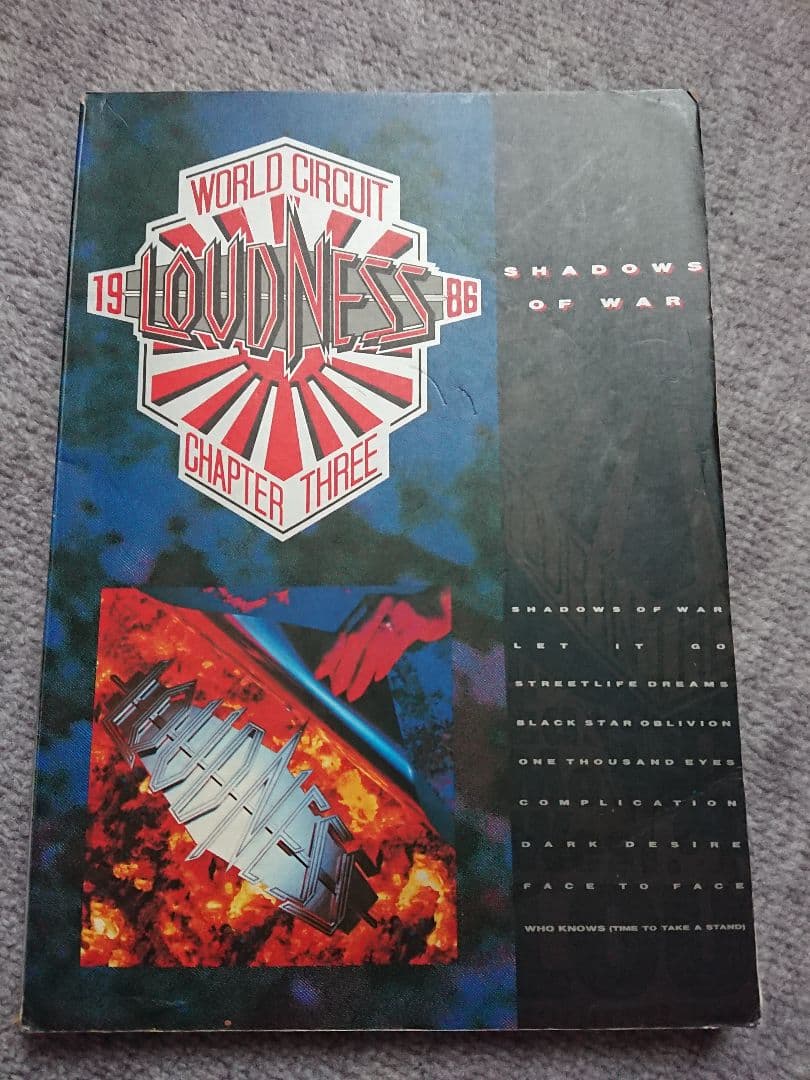 WORLD CIRCUIT
19 LOUDNESS 86
CHAPTER THREE
SHADOWS
OF WAR
LOUDNESS
SHADOWS OF WAR
LET IT GO
STREETLIFE DREAMS
BLACK STAR OBLIVION
ONE THOUSAND EYES
COMPLICATION
DARK DESIRE
FACE TO FACE
WHO KNOWS (TIME TO TAKE A STAND)